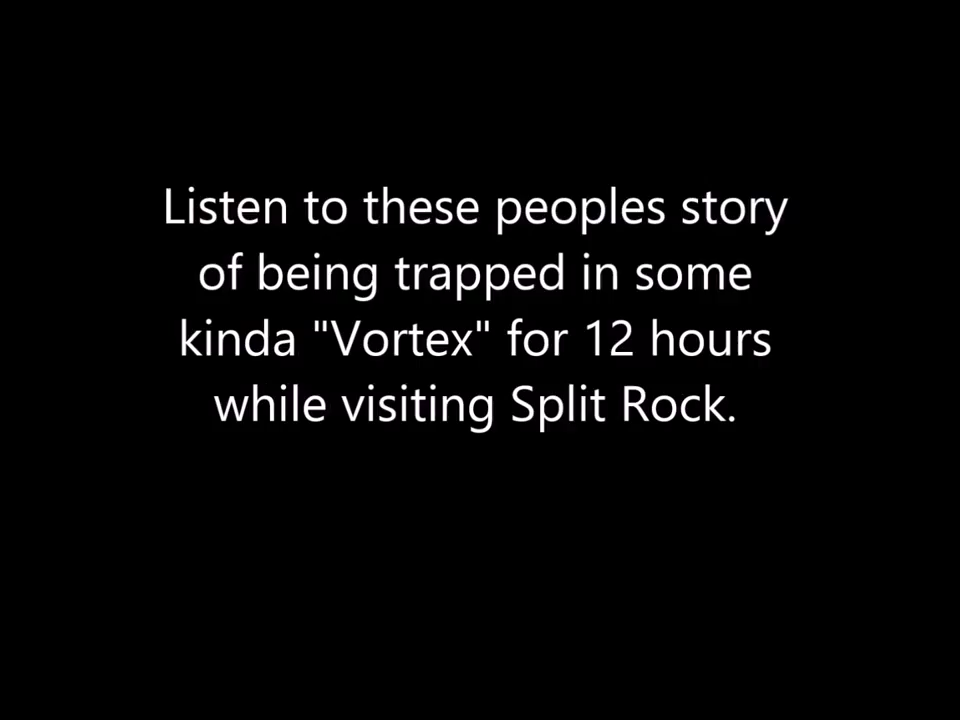 Listen to these peoples story
of being trapped in some
kinda "Vortex" for 12 hours
while visiting Split Rock.